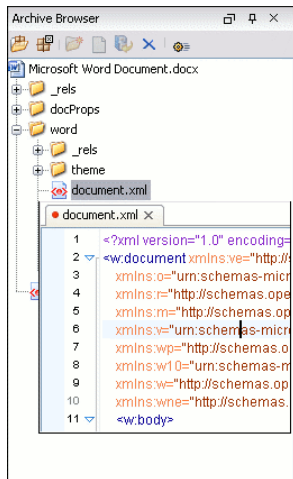 Archive Browser
Microsoft Word Document.docx
_rels
docProps
word
_rels
theme
document.xml
document.xml
1 <?xml version="1.0" encoding=
2 <w:document xmlns:ve="http://s
3 xmlns:o="urn:schemas-micr
4 xmlns:r="http://schemas.ope
5 xmlns:m="http://schemas.op
6 xmlns:v="urn:schemas-micro
7 xmlns:wp="http://schemas.o
8 xmlns:w10="urn:schemas-m
9 xmlns:w="http://schemas.op
10 xmlns:wne="http://schemas.
11 <w:body>